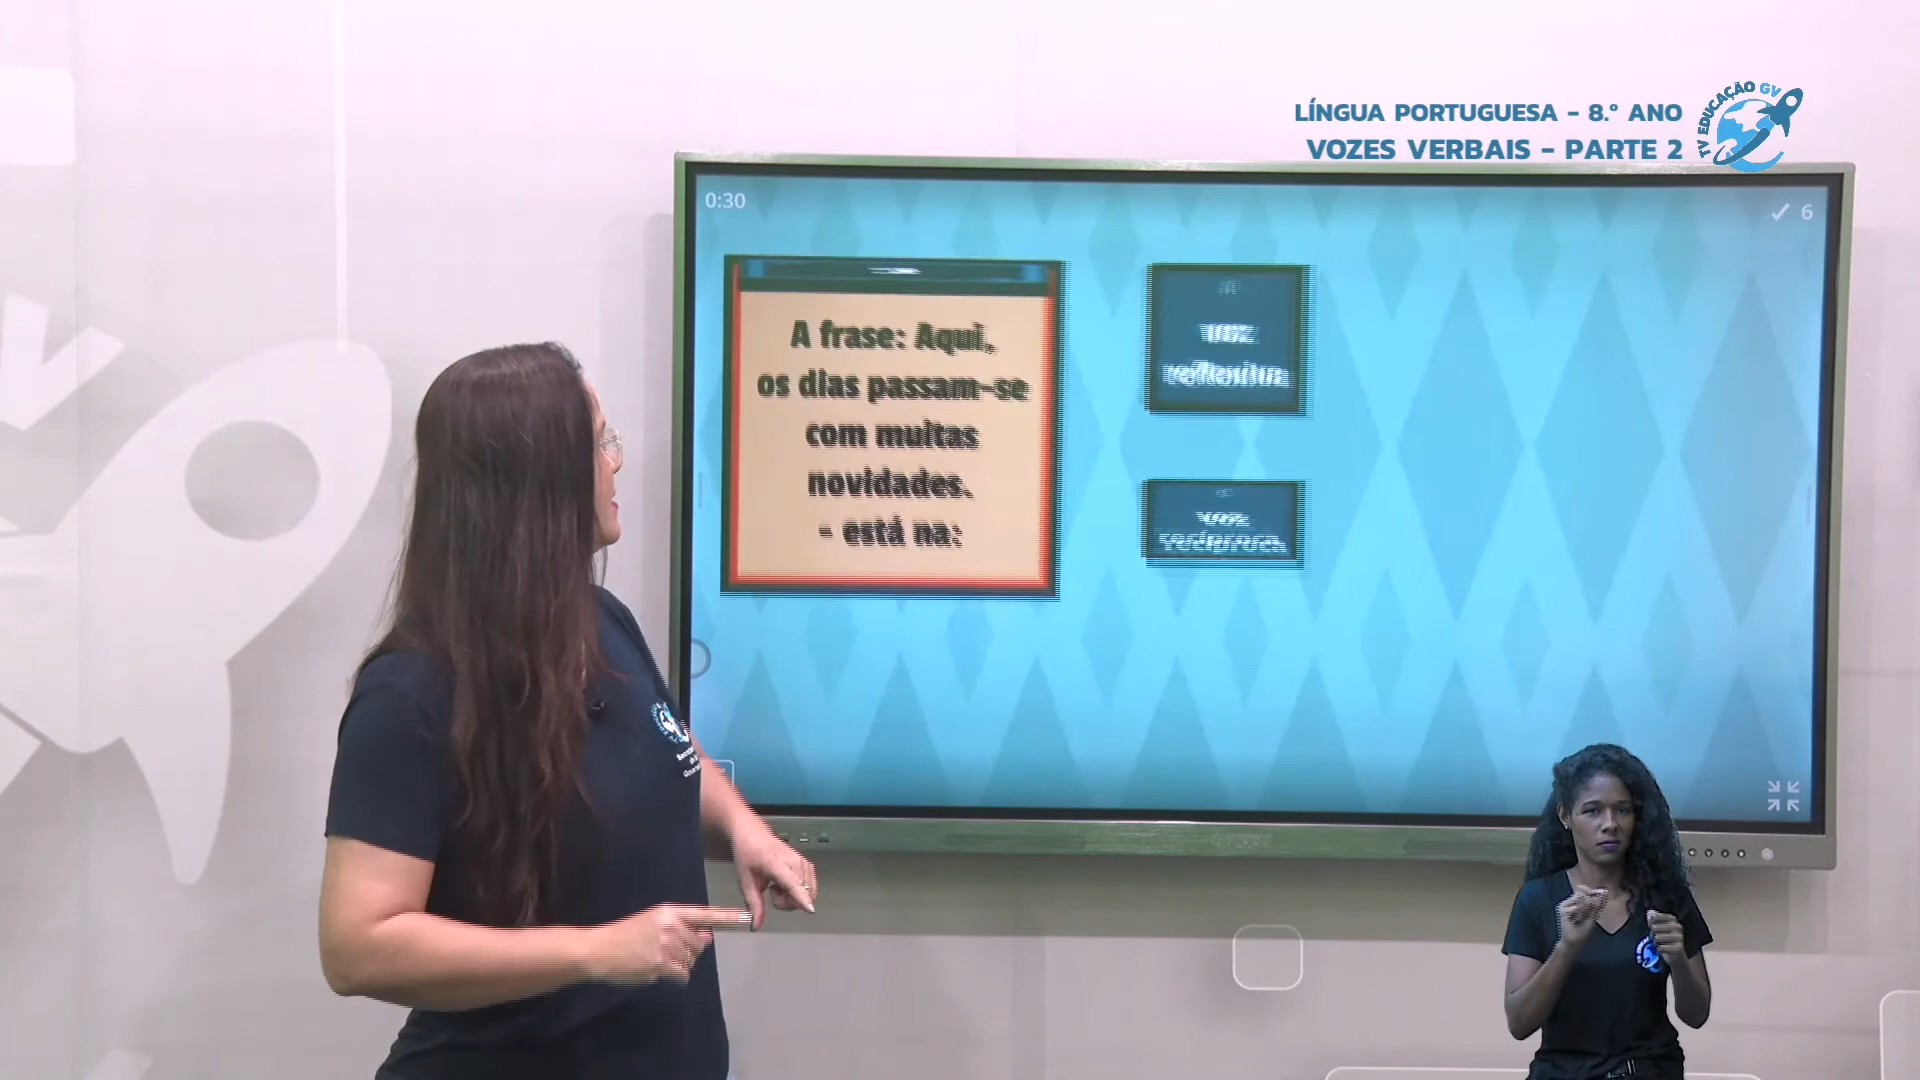 TV EDUCAÇÃO GV
LÍNGUA PORTUGUESA - 8.º ANO
VOZES VERBAIS - PARTE 2
0:30
6
A frase: Aqui,
os dias passam-se
com muitas
novidades.
- está na:
voz
reflexiva
voz
recíproca